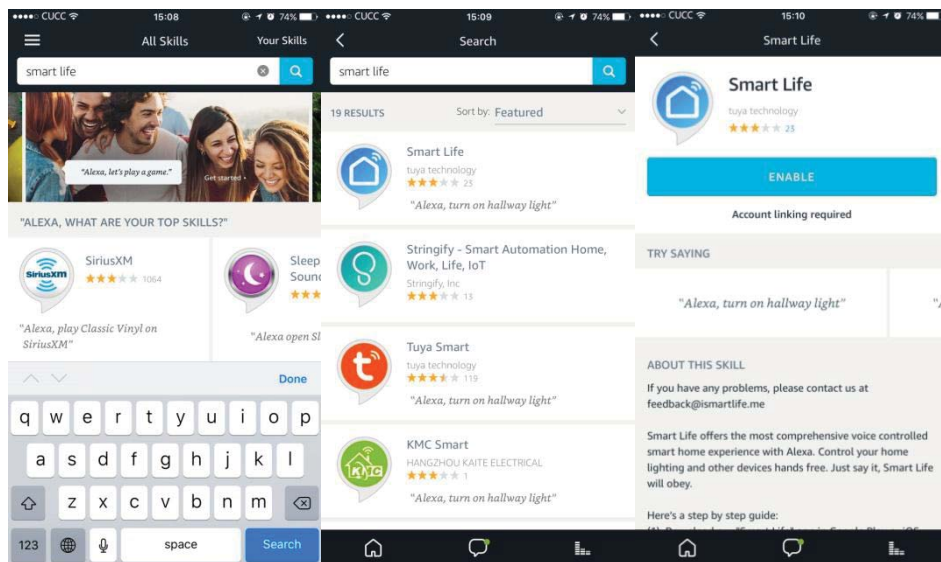 CUCC 15:08 74%
All Skills Your Skills
smart life
"Alexa, let's play a game."
Get started
"ALEXA, WHAT ARE YOUR TOP SKILLS?"
SiriusXM
SiriusXM
1064
"Alexa, play Classic Vinyl on
SiriusXM"
Sleep
Soun
"Alexa open Sl
Done
q w e r t y u i o p
a s d f g h j k l
z x c v b n m
123 space Search
CUCC 15:09 74%
Search
smart life
19 RESULTS Sort by: Featured
Smart Life
tuya technology
23
"Alexa, turn on hallway light"
Stringify - Smart Automation Home,
Work, Life, IoT
Stringify, Inc
13
Tuya Smart
tuya technology
119
"Alexa, turn on hallway light"
KMC Smart
KMC
HANGZHOU KAITE ELECTRICAL
1
"Alexa, turn on hallway light"
CUCC 15:10 74%
Smart Life
Smart Life
tuya technology
23
ENABLE
Account linking required
TRY SAYING
"Alexa, turn on hallway light"
ABOUT THIS SKILL
If you have any problems, please contact us at
feedback@ismartlife.me
Smart Life offers the most comprehensive voice controlled
smart home experience with Alexa. Control your home
lighting and other devices hands free. Just say it, Smart Life
will obey.
Here's a step by step guide: